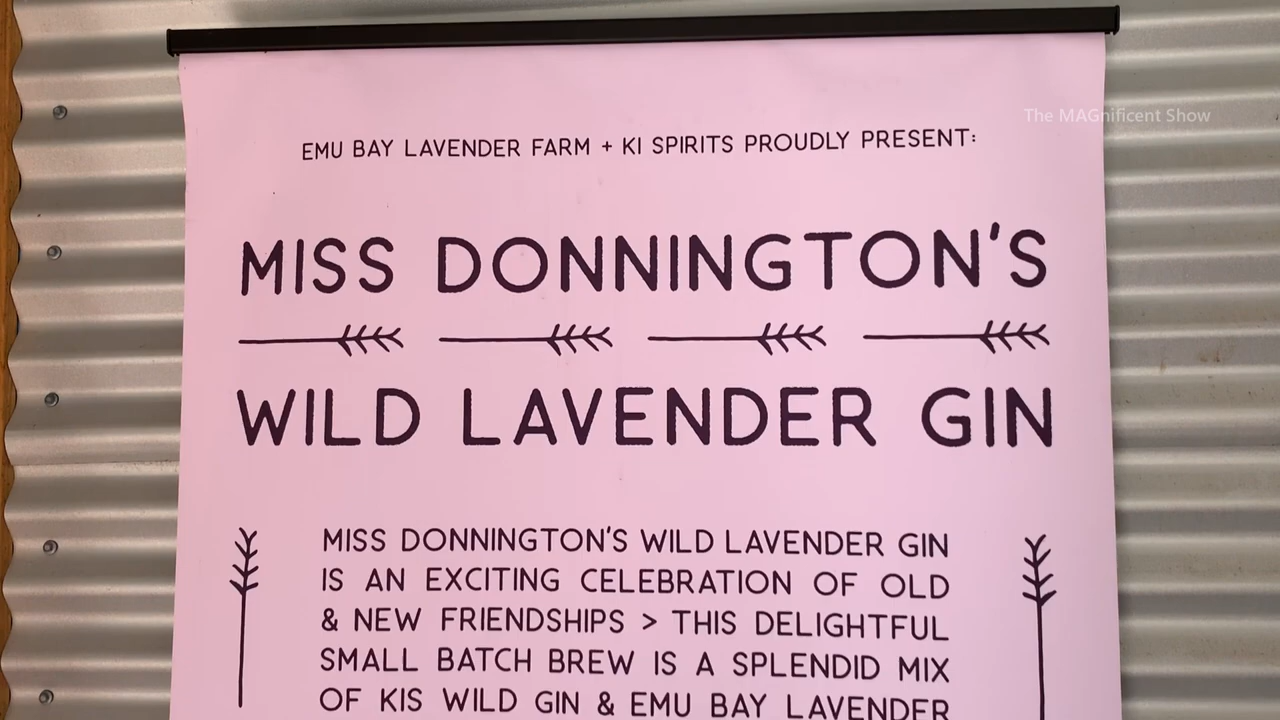 The MAGnificent Show
EMU BAY LAVENDER FARM + KI SPIRITS PROUDLY PRESENT:
MISS DONNINGTON'S
WILD LAVENDER GIN
MISS DONNINGTON'S WILD LAVENDER GIN
IS AN EXCITING CELEBRATION OF OLD
& NEW FRIENDSHIPS > THIS DELIGHTFUL
SMALL BATCH BREW IS A SPLENDID MIX
OF KIS WILD GIN & EMU BAY LAVENDER